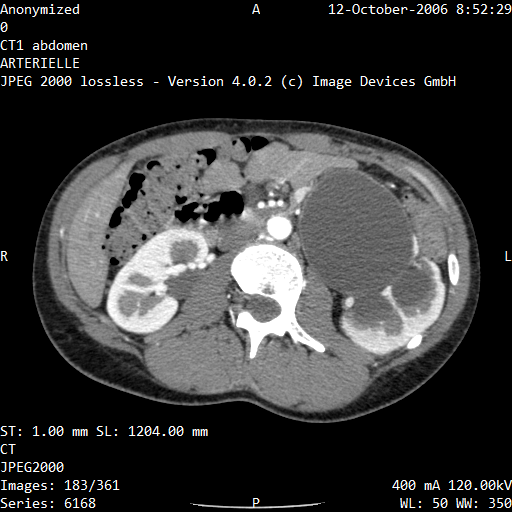 Anonymized A 12-October-2006 8:52:29
0
CT1 abdomen
ARTERIELLE
JPEG 2000 lossless - Version 4.0.2 (c) Image Devices GmbH
R L
ST: 1.00 mm SL: 1204.00 mm
CT
JPEG2000
Images: 183/361 400 mA 120.00kV
Series: 6168 P WL: 50 WW: 350